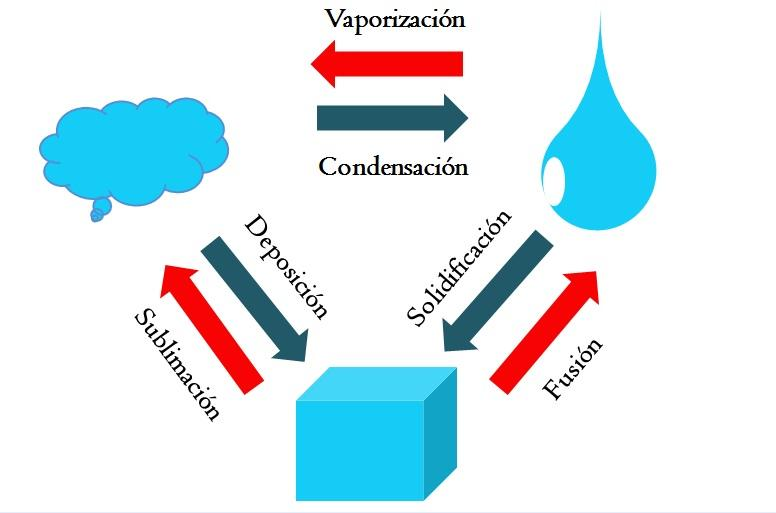 Vaporización
Condensación
Deposición
Solidificación
Sublimación
Fusión